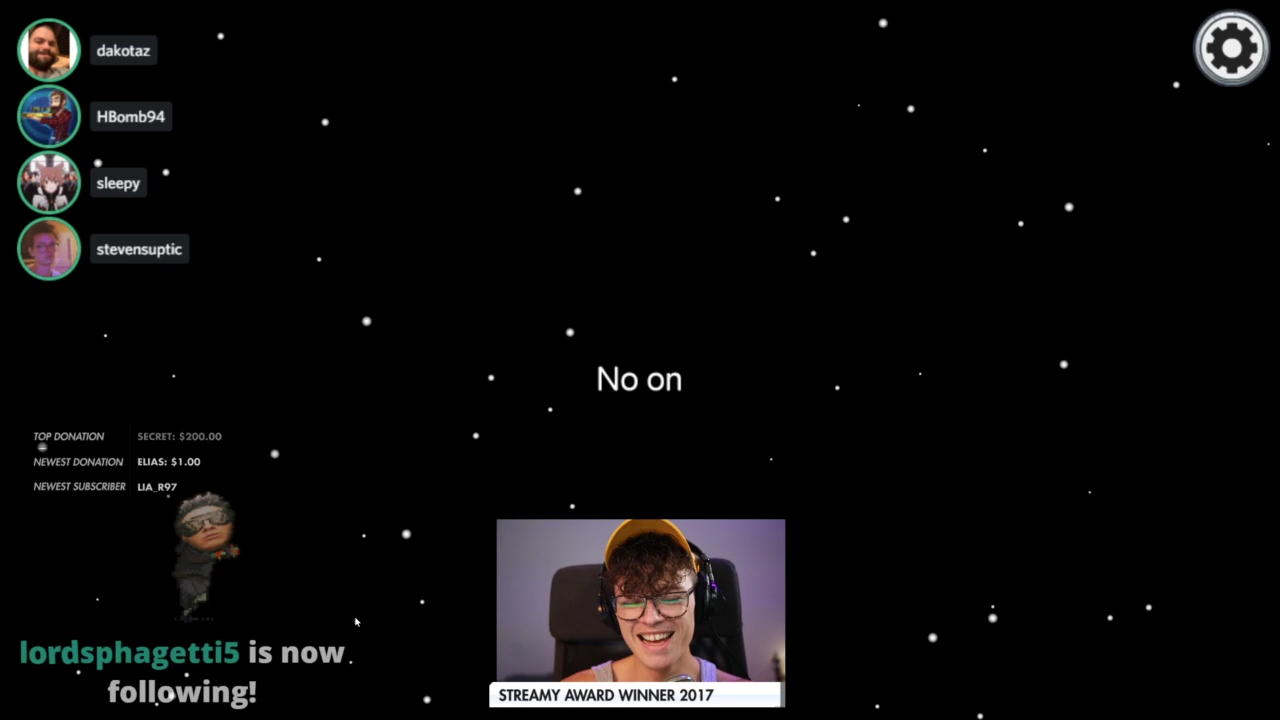 dakotaz
HBomb94
sleepy
stevensuptic
No on
TOP DONATION SECRET: $200.00
NEWEST DONATION ELIAS: $1.00
NEWEST SUBSCRIBER LIA_R97
lordsphagetti5 is now
following!
STREAMY AWARD WINNER 2017